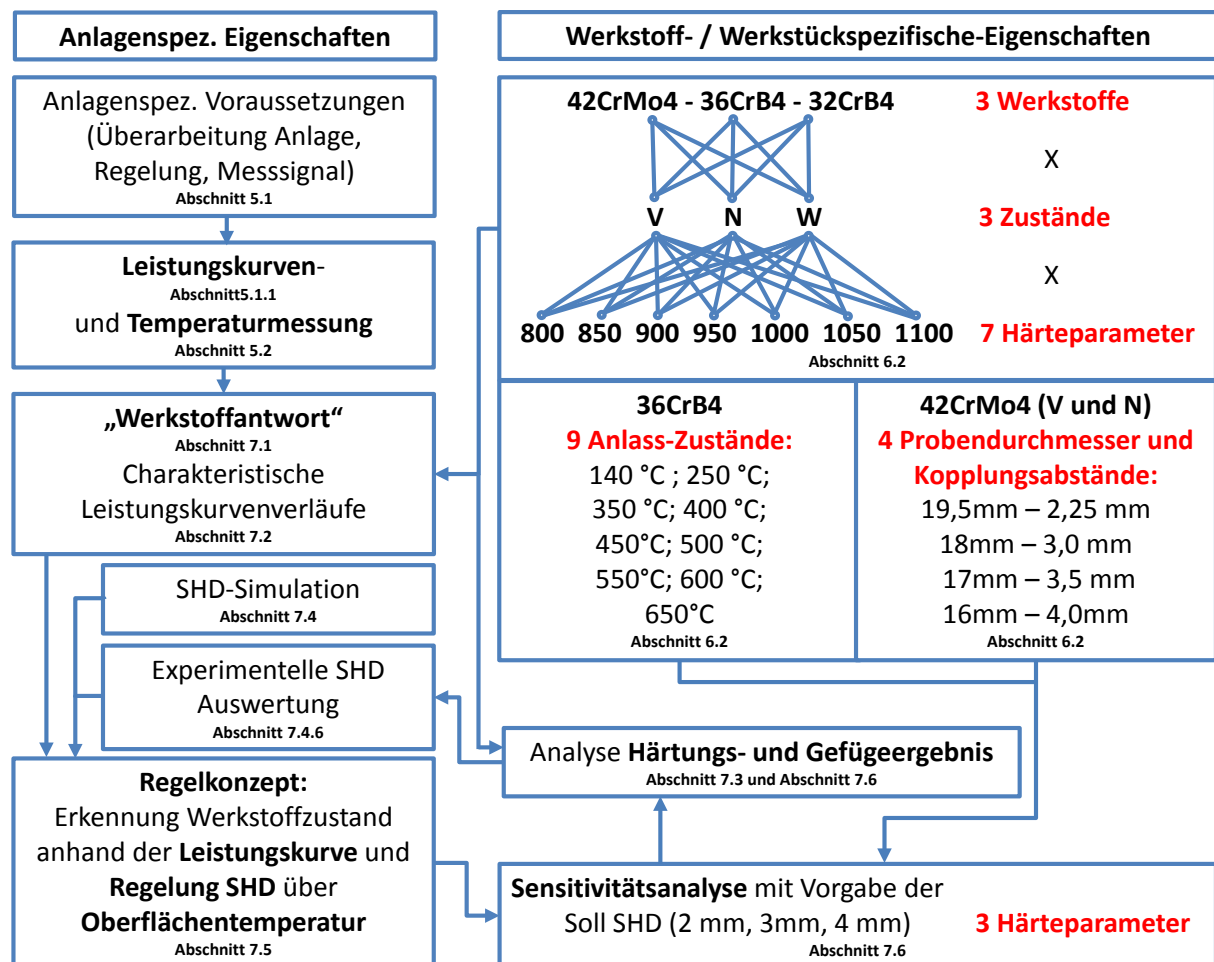 Anlagenspez. Eigenschaften
Anlagenspez. Voraussetzungen
(Überarbeitung Anlage,
Regelung, Messsignal)
Abschnitt 5.1
Leistungskurven-
Abschnitt5.1.1
und Temperaturmessung
Abschnitt 5.2
„Werkstoffantwort“
Abschnitt 7.1
Charakteristische
Leistungskurvenverläufe
Abschnitt 7.2
SHD-Simulation
Abschnitt 7.4
Experimentelle SHD
Auswertung
Abschnitt 7.4.6
Regelkonzept:
Erkennung Werkstoffzustand
anhand der Leistungskurve und
Regelung SHD über
Oberflächentemperatur
Abschnitt 7.5
Werkstoff- / Werkstückspezifische-Eigenschaften
42CrMo4 - 36CrB4 - 32CrB4 3 Werkstoffe
X
V N W 3 Zustände
X
800 850 900 950 1000 1050 1100 7 Härteparameter
Abschnitt 6.2
36CrB4
9 Anlass-Zustände:
140 °C ; 250 °C;
350 °C; 400 °C;
450°C; 500 °C;
550°C; 600 °C;
650°C
Abschnitt 6.2
42CrMo4 (V und N)
4 Probendurchmesser und
Kopplungsabstände:
19,5mm – 2,25 mm
18mm – 3,0 mm
17mm – 3,5 mm
16mm – 4,0mm
Abschnitt 6.2
Analyse Härtungs- und Gefügeergebnis
Abschnitt 7.3 und Abschnitt 7.6
Sensitivitätsanalyse mit Vorgabe der
Soll SHD (2 mm, 3mm, 4 mm) 3 Härteparameter
Abschnitt 7.6